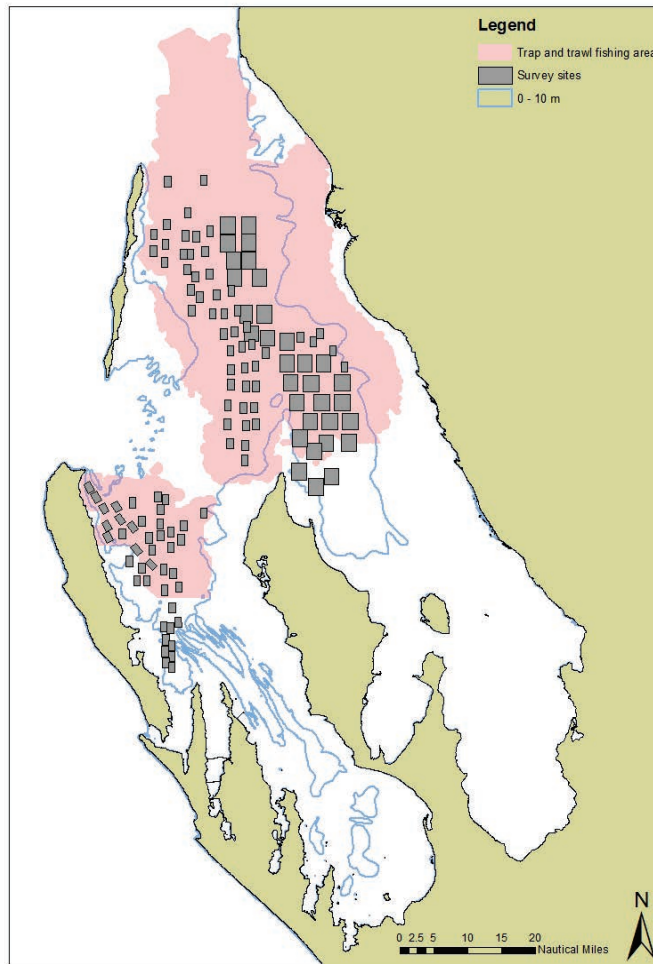 Legend
Trap and trawl fishing area
Survey sites
0 - 10 m
N
0 2.5 5 10 15 20
Nautical Miles